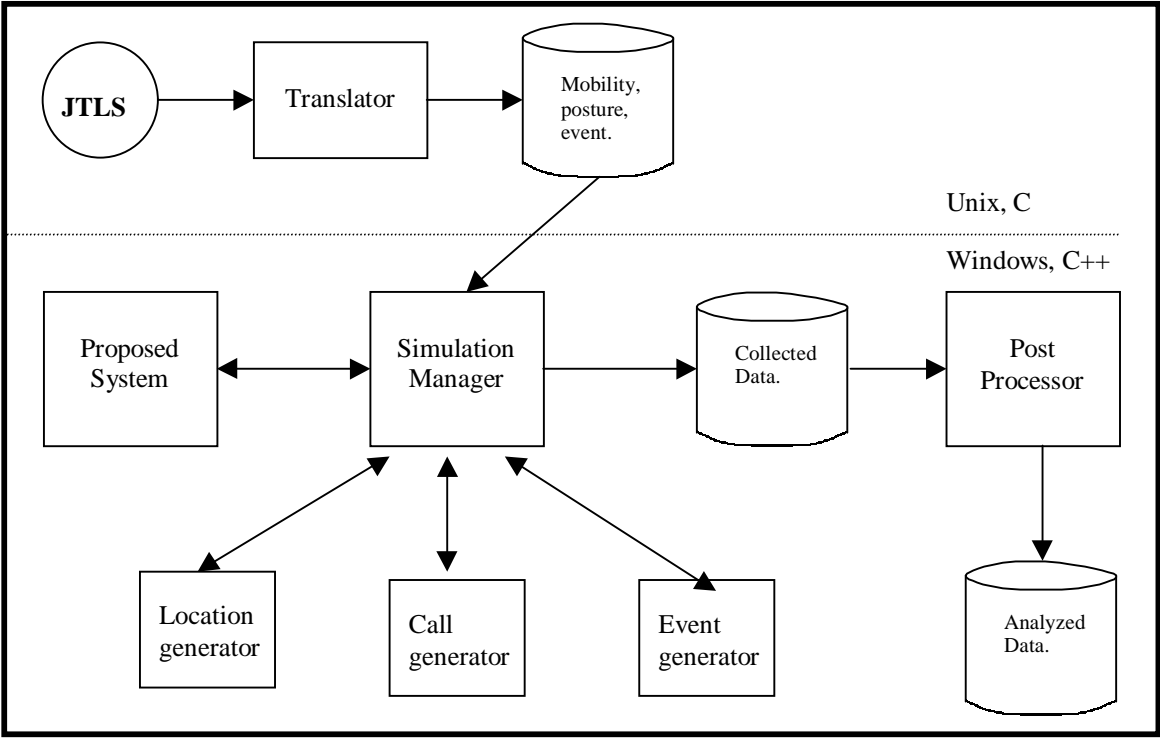 JTLS
Translator
Mobility,
posture,
event.
Unix, C
Windows, C++
Proposed
System
Simulation
Manager
Collected
Data.
Post
Processor
Location
generator
Call
generator
Event
generator
Analyzed
Data.